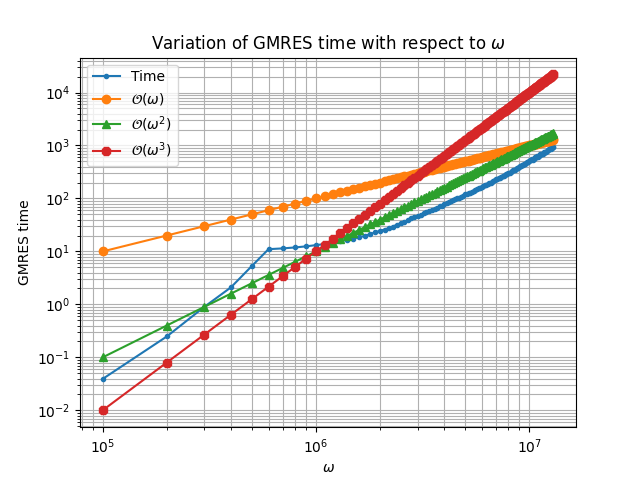 Variation of GMRES time with respect to ω
Time
𝒪(ω)
𝒪(ω²)
𝒪(ω³)
GMRES time
10⁴
10³
10²
10¹
10⁰
10⁻¹
10⁻²
10⁵ 10⁶ 10⁷
ω